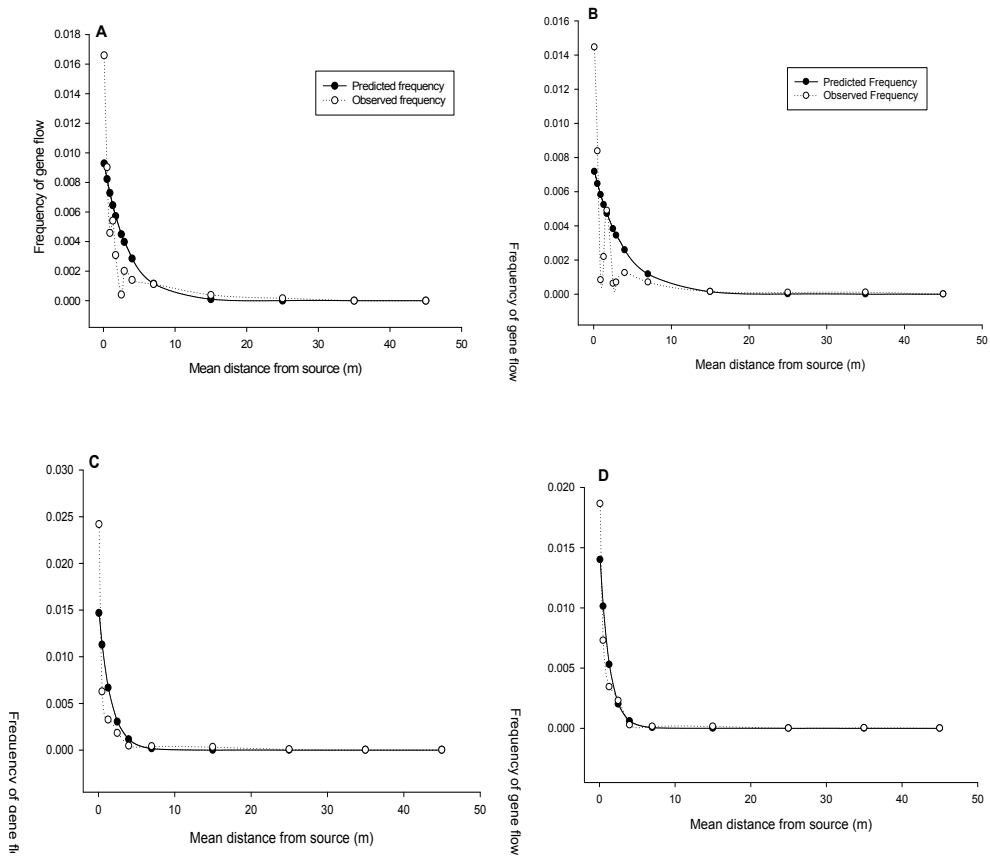 A
0.018
0.016
0.014
0.012
0.010
0.008
0.006
0.004
0.002
0.000
Frequency of gene flow
Predicted frequency
Observed frequency
0 10 20 30 40 50
Mean distance from source (m)
B
0.016
0.014
0.012
0.010
0.008
0.006
0.004
0.002
0.000
Frequency of gene flow
Predicted Frequency
Observed Frequency
0 10 20 30 40 50
Mean distance from source (m)
C
0.030
0.025
0.020
0.015
0.010
0.005
0.000
Frequency of gene fl
0 10 20 30 40 50
Mean distance from source (m)
D
0.020
0.015
0.010
0.005
0.000
Frequency of gene flow
0 10 20 30 40 50
Mean distance from source (m)